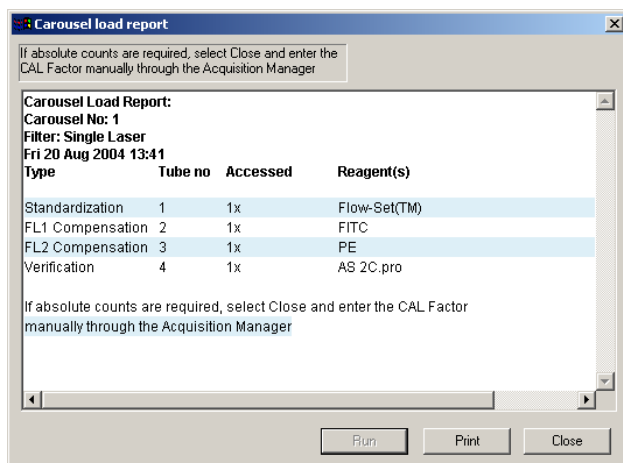 Carousel load report
If absolute counts are required, select Close and enter the
CAL Factor manually through the Acquisition Manager
Carousel Load Report:
Carousel No: 1
Filter: Single Laser
Fri 20 Aug 2004 13:41
Type Tube no Accessed Reagent(s)
Standardization 1 1x Flow-Set(TM)
FL1 Compensation 2 1x FITC
FL2 Compensation 3 1x PE
Verification 4 1x AS 2C.pro
If absolute counts are required, select Close and enter the CAL Factor
manually through the Acquisition Manager
Run Print Close